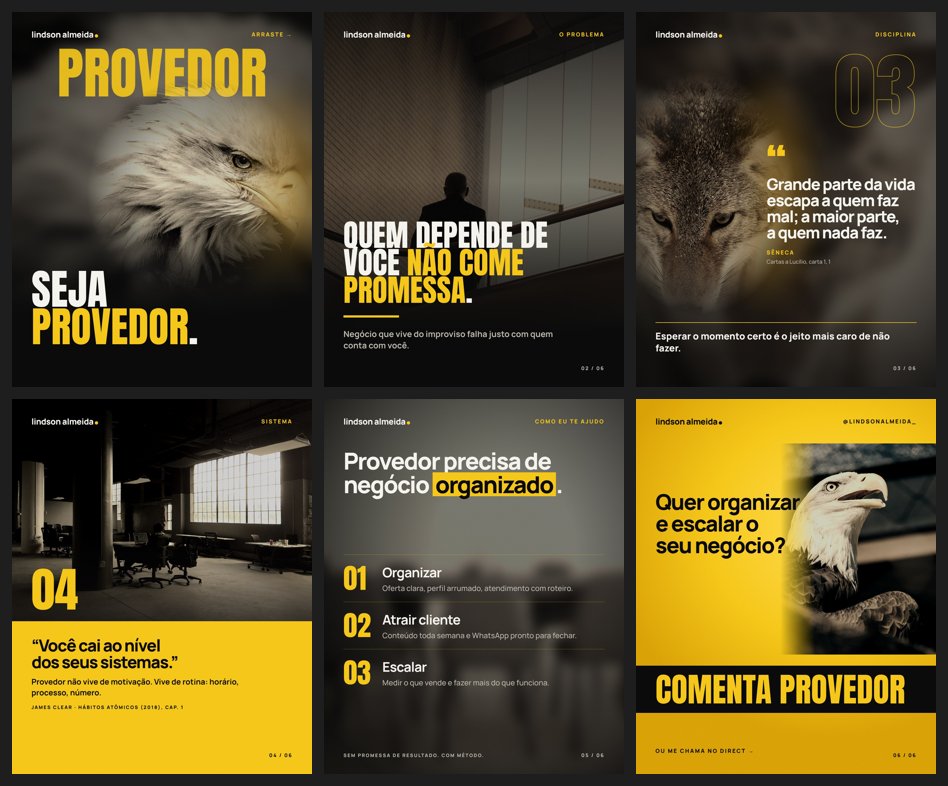 lindson almeida.
ARRASTE →
PROVEDOR
SEJA
PROVEDOR.
lindson almeida.
O PROBLEMA
QUEM DEPENDE DE
VOCÊ NÃO COME
PROMESSA.
Negócio que vive do improviso falha justo com quem
conta com você.
02 / 06
lindson almeida.
DISCIPLINA
03
“
Grande parte da vida
escapa a quem faz
mal; a maior parte,
a quem nada faz.
SÊNECA
Cartas a Lucílio, carta 1, 1
Esperar o momento certo é o jeito mais caro de não
fazer.
03 / 06
lindson almeida.
SISTEMA
04
“Você cai ao nível
dos seus sistemas.”
Provedor não vive de motivação. Vive de rotina: horário,
processo, número.
JAMES CLEAR · HÁBITOS ATÔMICOS (2018), CAP. 1
04 / 06
lindson almeida.
COMO EU TE AJUDO
Provedor precisa de
negócio organizado.
01 Organizar
Oferta clara, perfil arrumado, atendimento com roteiro.
02 Atrair cliente
Conteúdo toda semana e WhatsApp pronto para fechar.
03 Escalar
Medir o que vende e fazer mais do que funciona.
SEM PROMESSA DE RESULTADO. COM MÉTODO.
05 / 06
lindson almeida.
@LINDSONALMEIDA_
Quer organizar
e escalar o
seu negócio?
COMENTA PROVEDOR
OU ME CHAMA NO DIRECT →
06 / 06